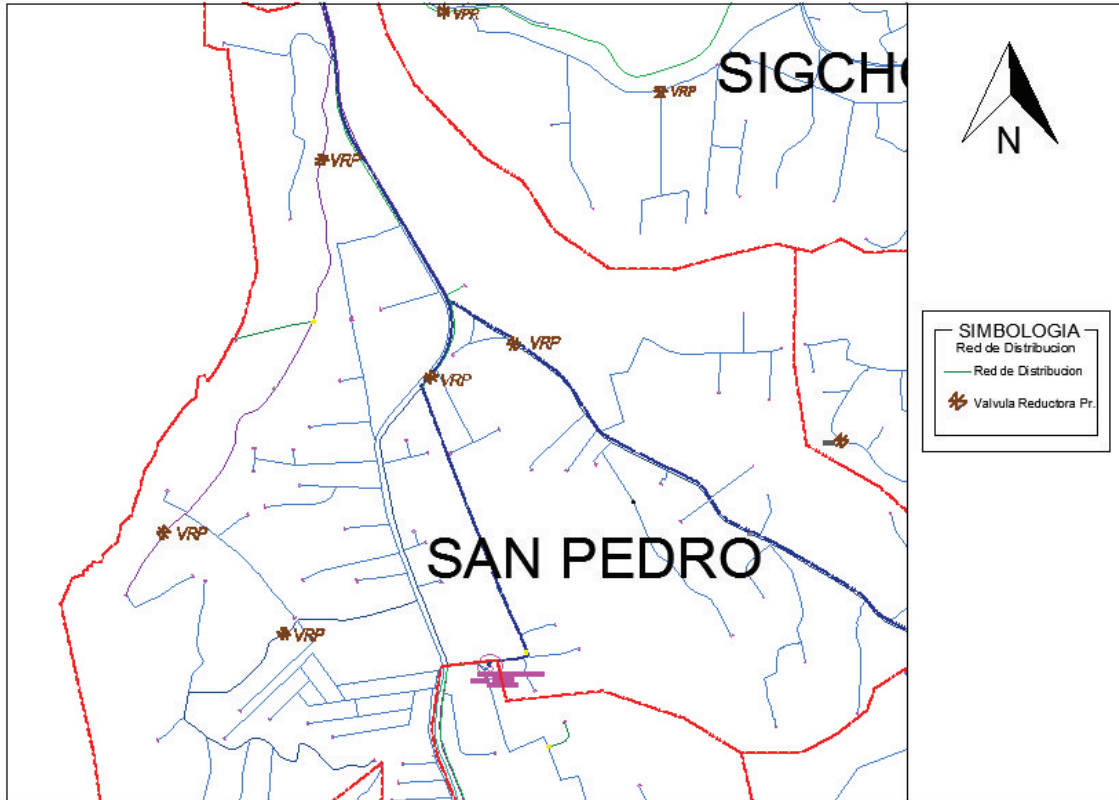 VPR
SIGCHO
VRP
VRP
N
VRP
VRP
SIMBOLOGIA
Red de Distribucion
Red de Distribucion
Valvula Reductora Pr.
VRP
SAN PEDRO
VRP